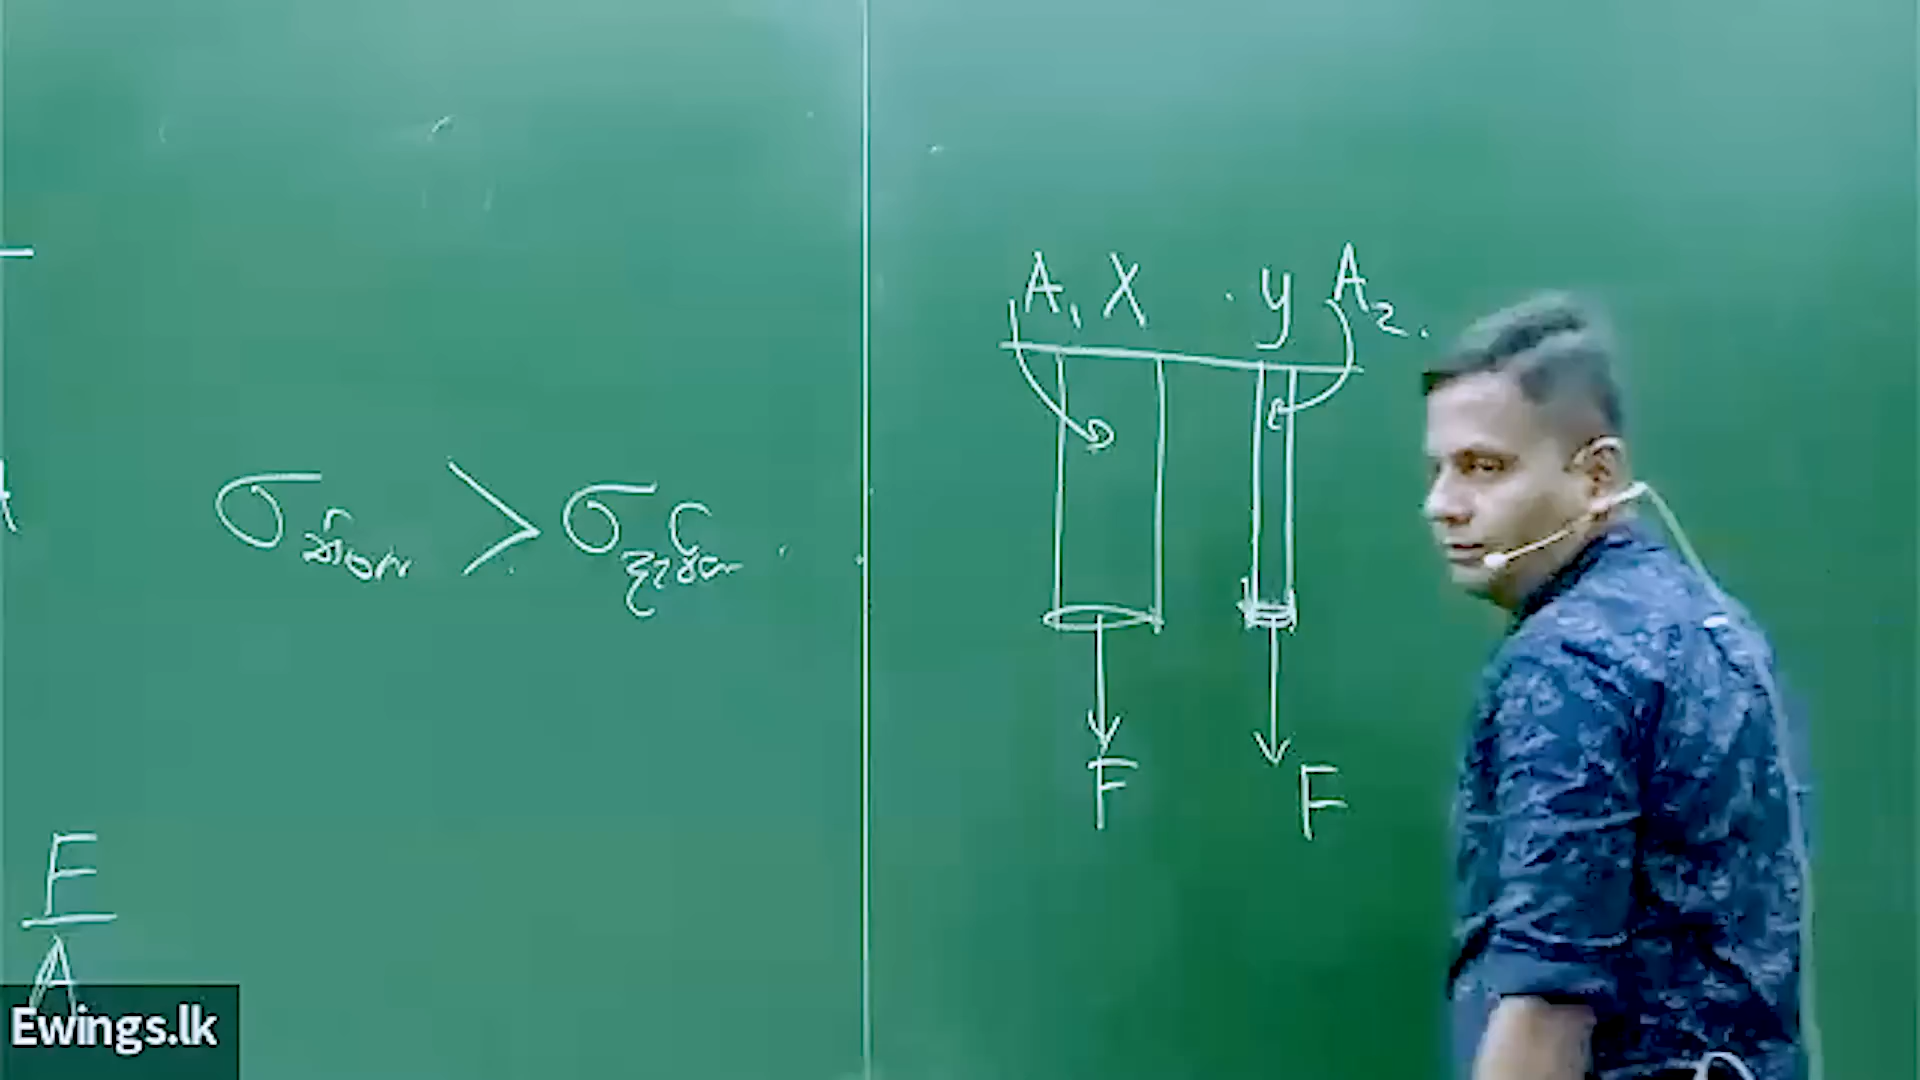 A₁ X . y A₂ .
σ තිබෙන > σ දැරිය
F F
F
A
Ewings.lk